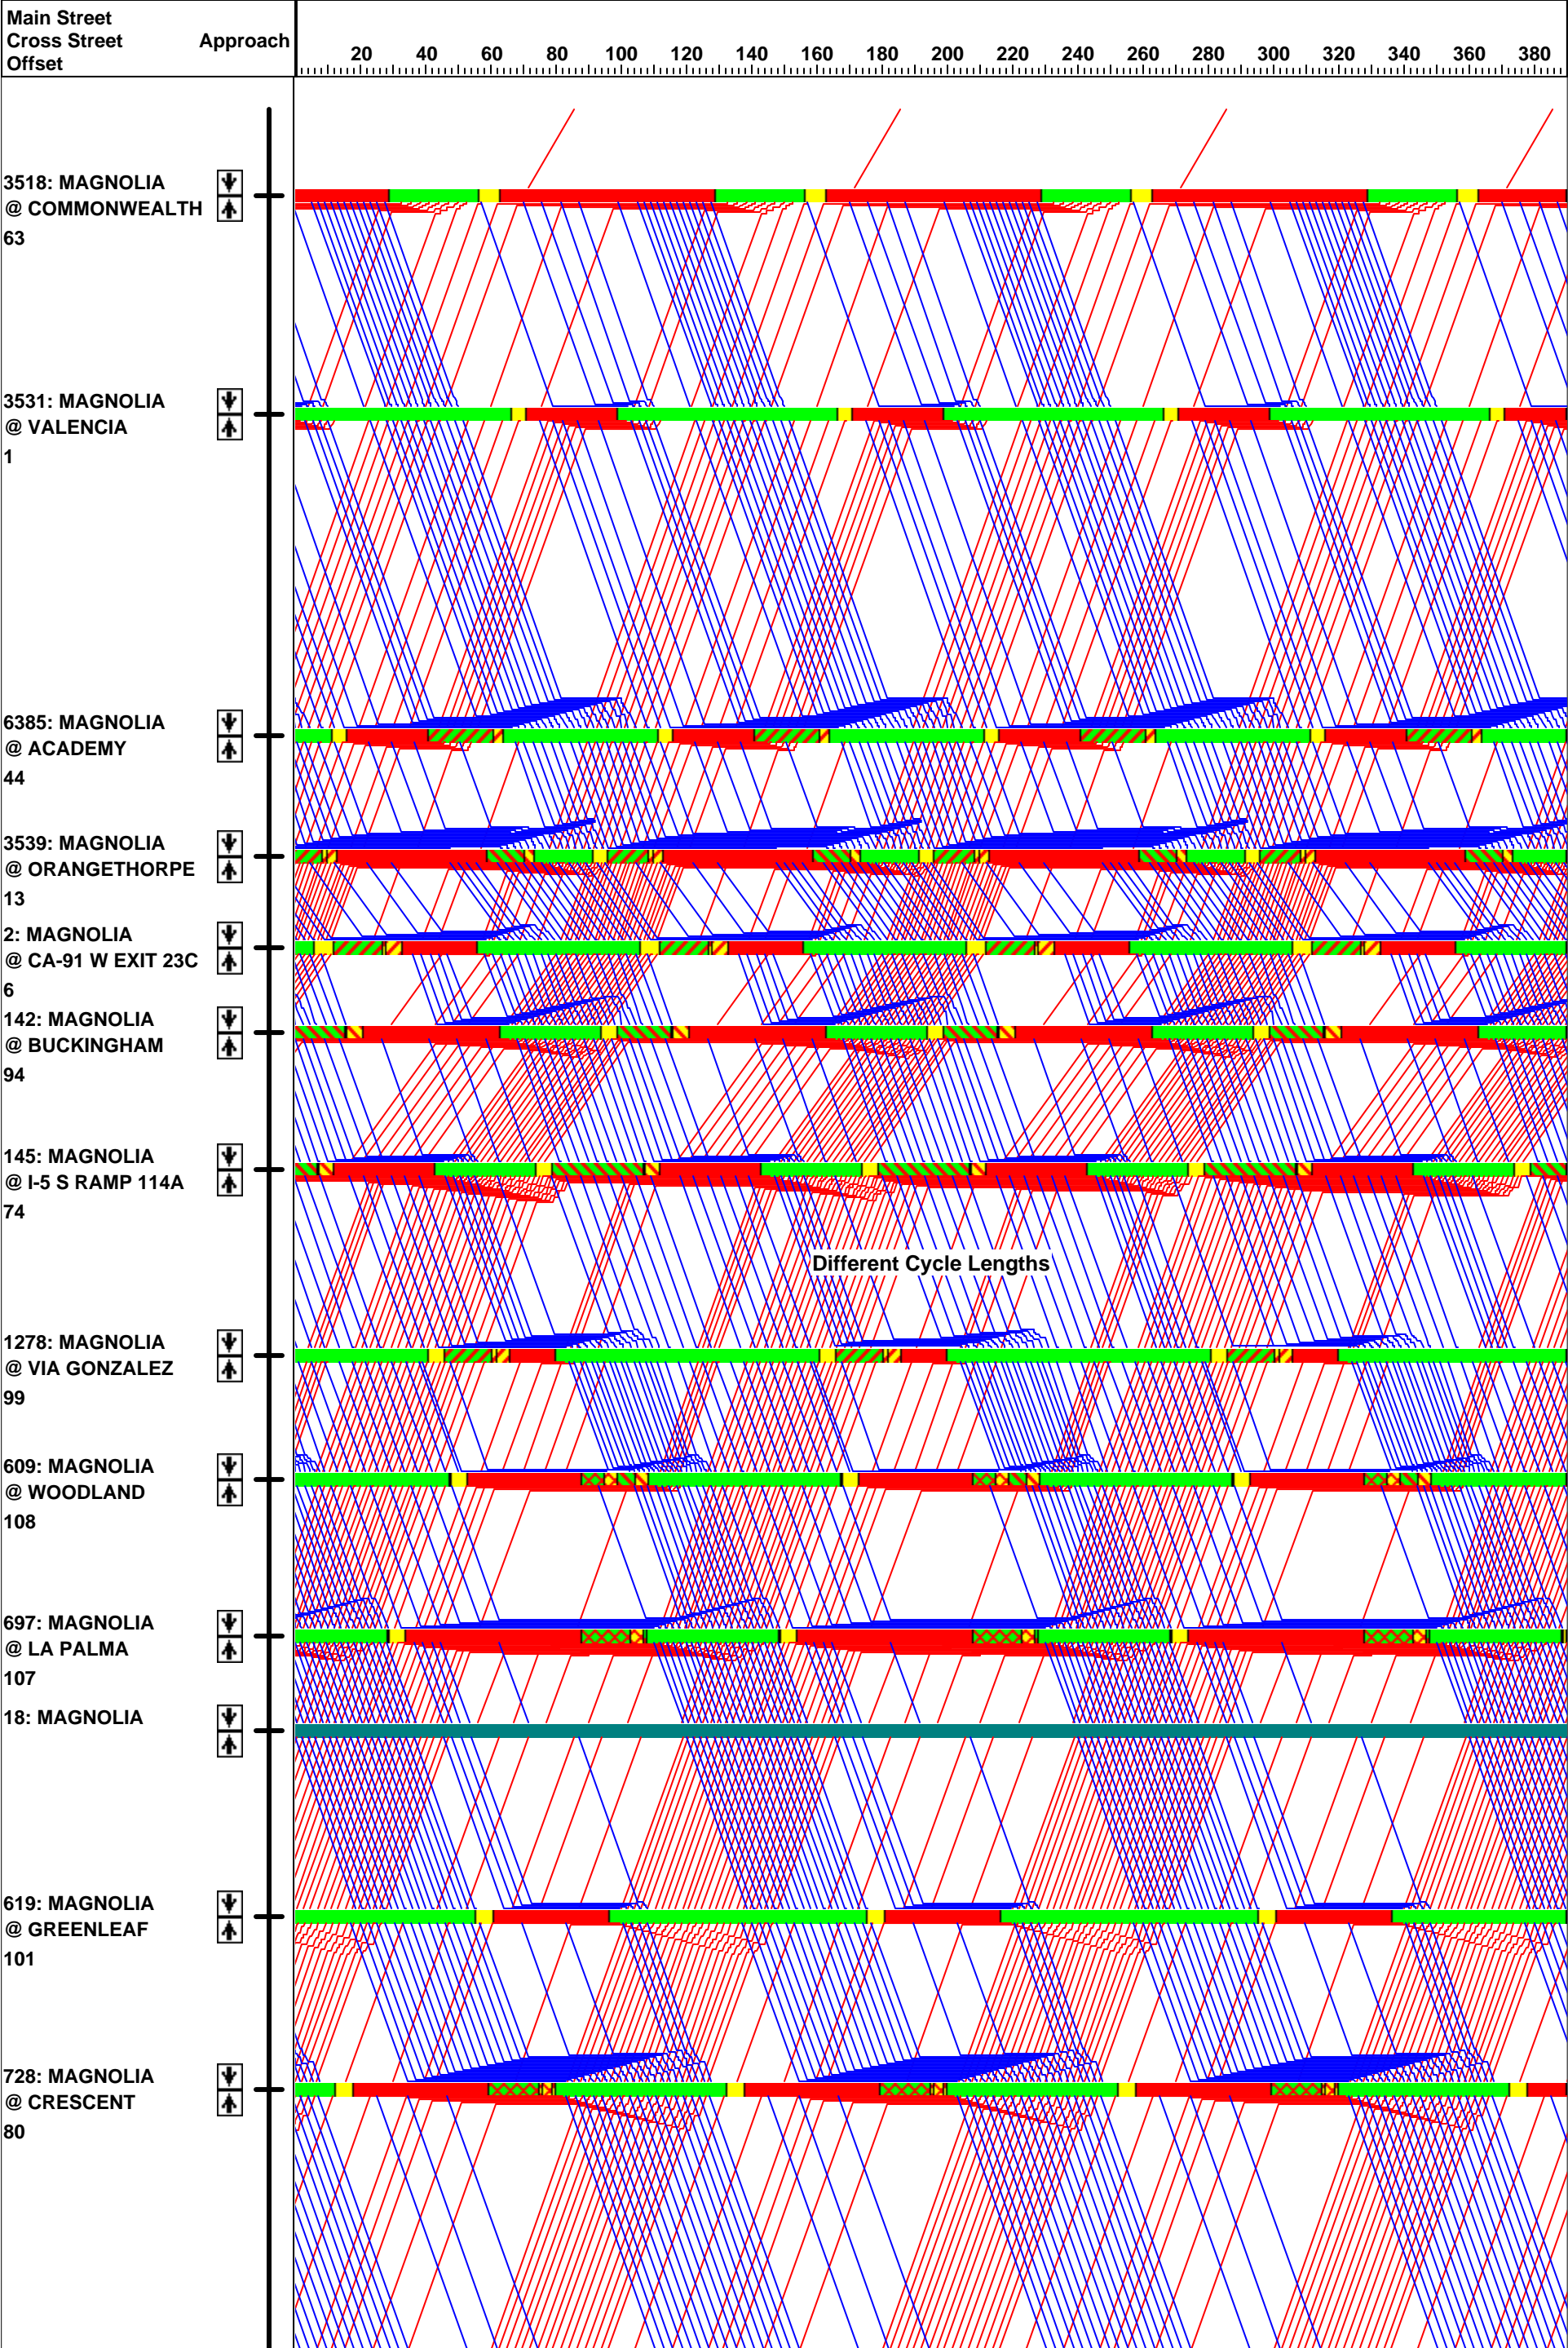 Main Street
Cross Street Approach
Offset
20 40 60 80 100 120 140 160 180 200 220 240 260 280 300 320 340 360 380
3518: MAGNOLIA
@ COMMONWEALTH
63
3531: MAGNOLIA
@ VALENCIA
1
6385: MAGNOLIA
@ ACADEMY
44
3539: MAGNOLIA
@ ORANGETHORPE
13
2: MAGNOLIA
@ CA-91 W EXIT 23C
6
142: MAGNOLIA
@ BUCKINGHAM
94
145: MAGNOLIA
@ I-5 S RAMP 114A
74
Different Cycle Lengths
1278: MAGNOLIA
@ VIA GONZALEZ
99
609: MAGNOLIA
@ WOODLAND
108
697: MAGNOLIA
@ LA PALMA
107
18: MAGNOLIA
619: MAGNOLIA
@ GREENLEAF
101
728: MAGNOLIA
@ CRESCENT
80